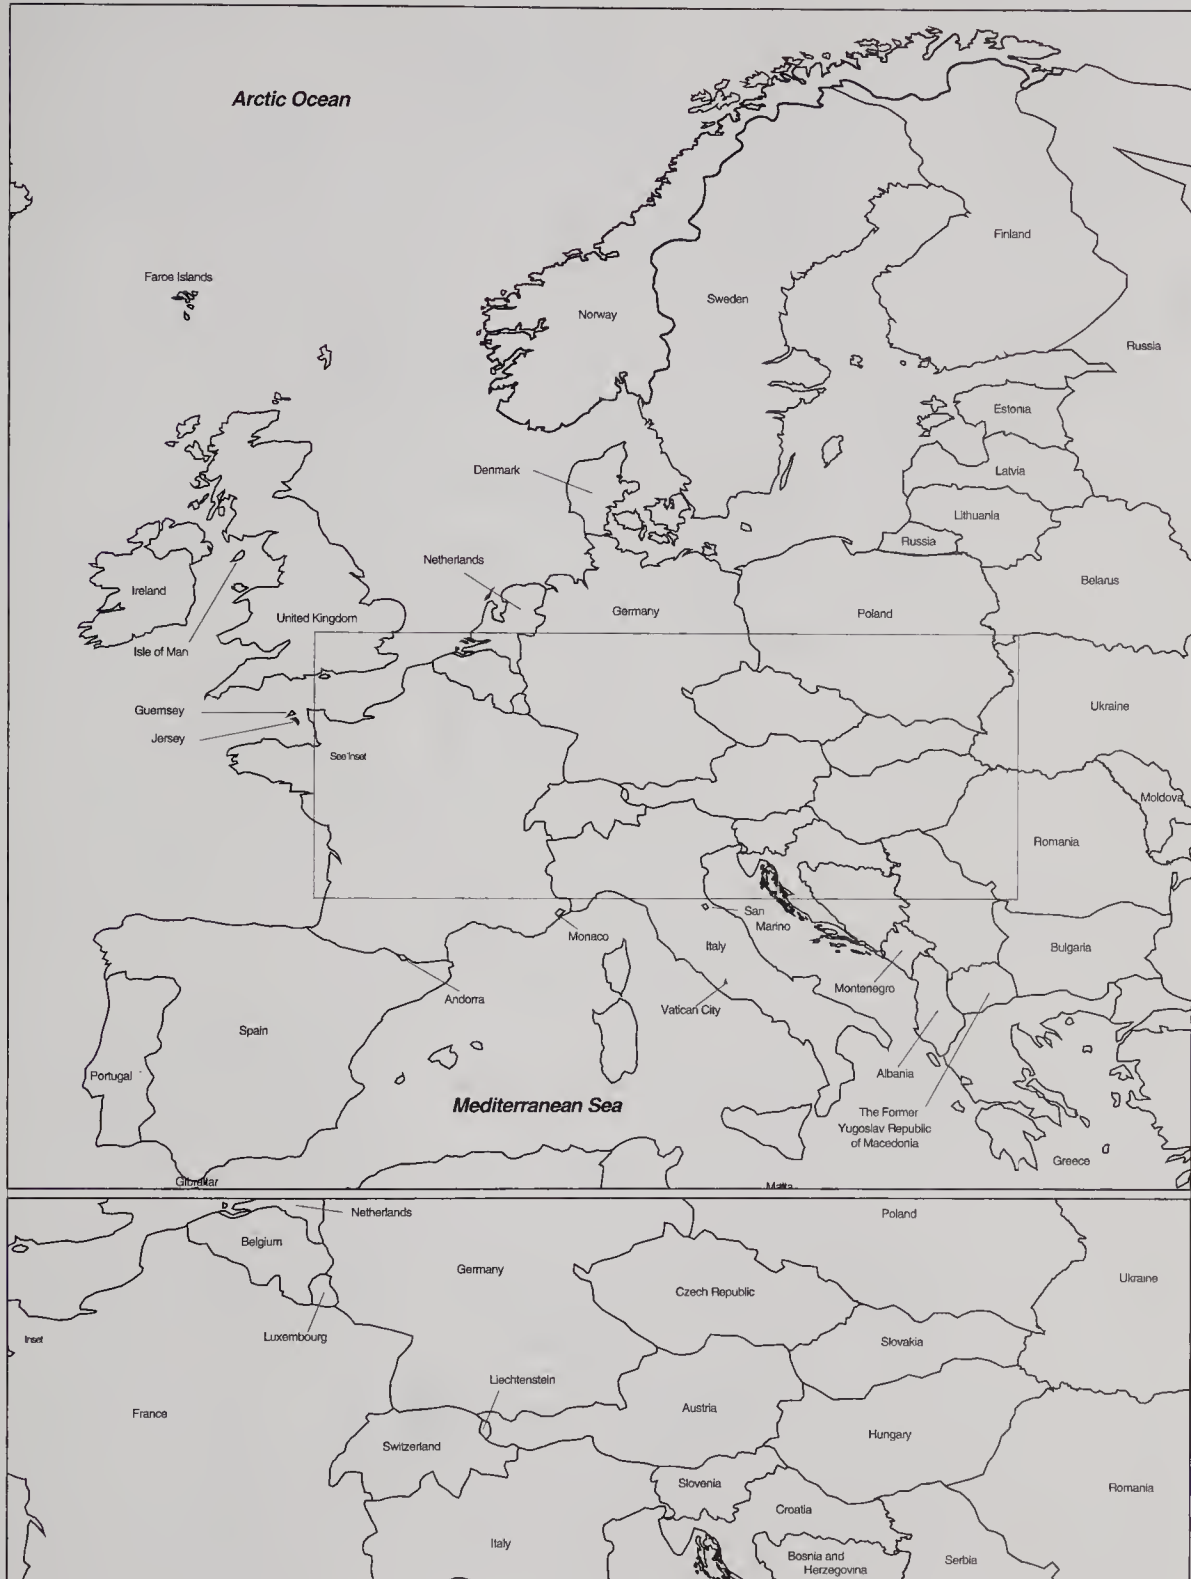 Arctic Ocean
Finland
Faroe Islands
Sweden
Norway
Russia
Estonia
Denmark
Latvia
Lithuania
Russia
Netherlands
Belarus
Ireland
Germany
Poland
United Kingdom
Isle of Man
Guernsey
Ukraine
Jersey
See Inset
Moldova
Romania
San
Marino
Monaco
Italy
Bulgaria
Montenegro
Andorra
Vatican City
Spain
Albania
Portugal
Mediterranean Sea
The Former
Yugoslav Republic
of Macedonia
Greece
Gibraltar
Malta
Netherlands
Poland
Belgium
Germany
Ukraine
Czech Republic
Luxembourg
Inset
Slovakia
Liechtenstein
France
Austria
Hungary
Switzerland
Slovenia
Romania
Croatia
Italy
Bosnia and
Herzegovina
Serbia